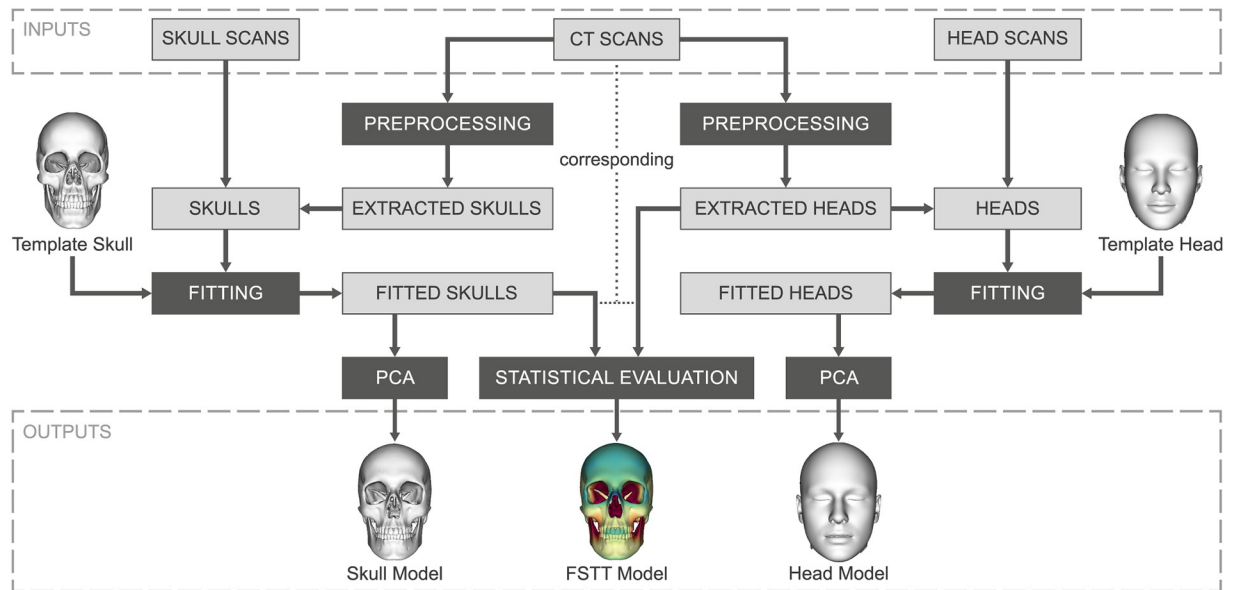 INPUTS
SKULL SCANS
CT SCANS
HEAD SCANS
PREPROCESSING
PREPROCESSING
corresponding
SKULLS
EXTRACTED SKULLS
EXTRACTED HEADS
HEADS
Template Skull
Template Head
FITTING
FITTED SKULLS
FITTED HEADS
FITTING
PCA
STATISTICAL EVALUATION
PCA
OUTPUTS
Skull Model
FSTT Model
Head Model